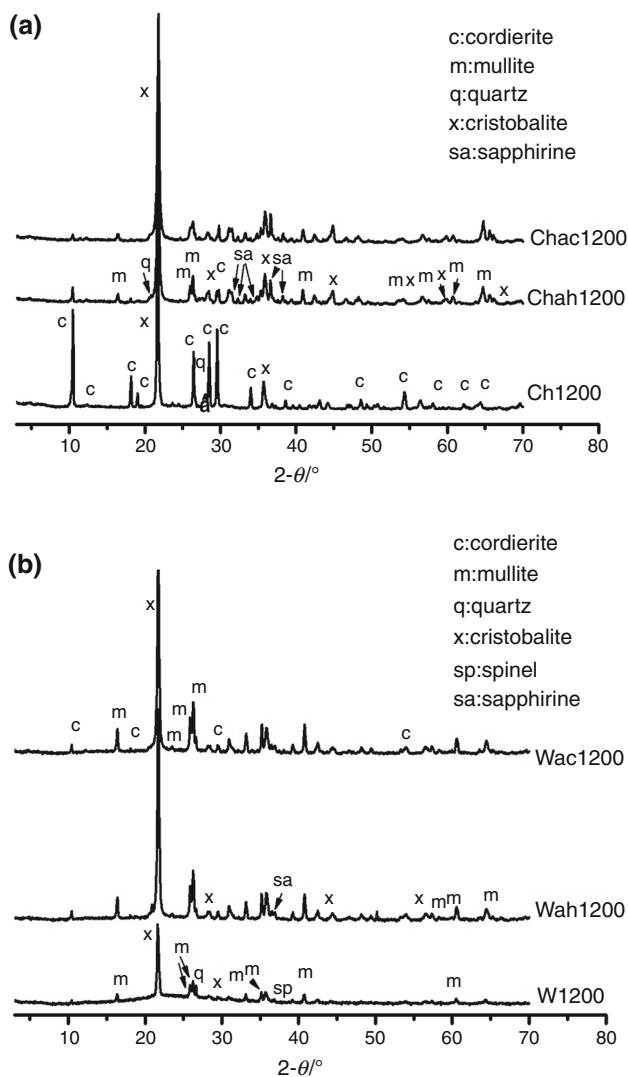 (a)
c:cordierite
m:mullite
q:quartz
x:cristobalite
sa:sapphirine
x
Chac1200
m q m m x c sa x sa m x m x m x m m x
Chah1200
c c c c x c q c c a c x c c c c c c
Ch1200
10 20 30 40 50 60 70 80
2-θ/°
(b)
c:cordierite
m:mullite
q:quartz
x:cristobalite
sp:spinel
sa:sapphirine
x
c m c m m m c c
Wac1200
x sa x x m m m
Wah1200
x
m m q x m m sp m m
W1200
10 20 30 40 50 60 70 80
2-θ/°